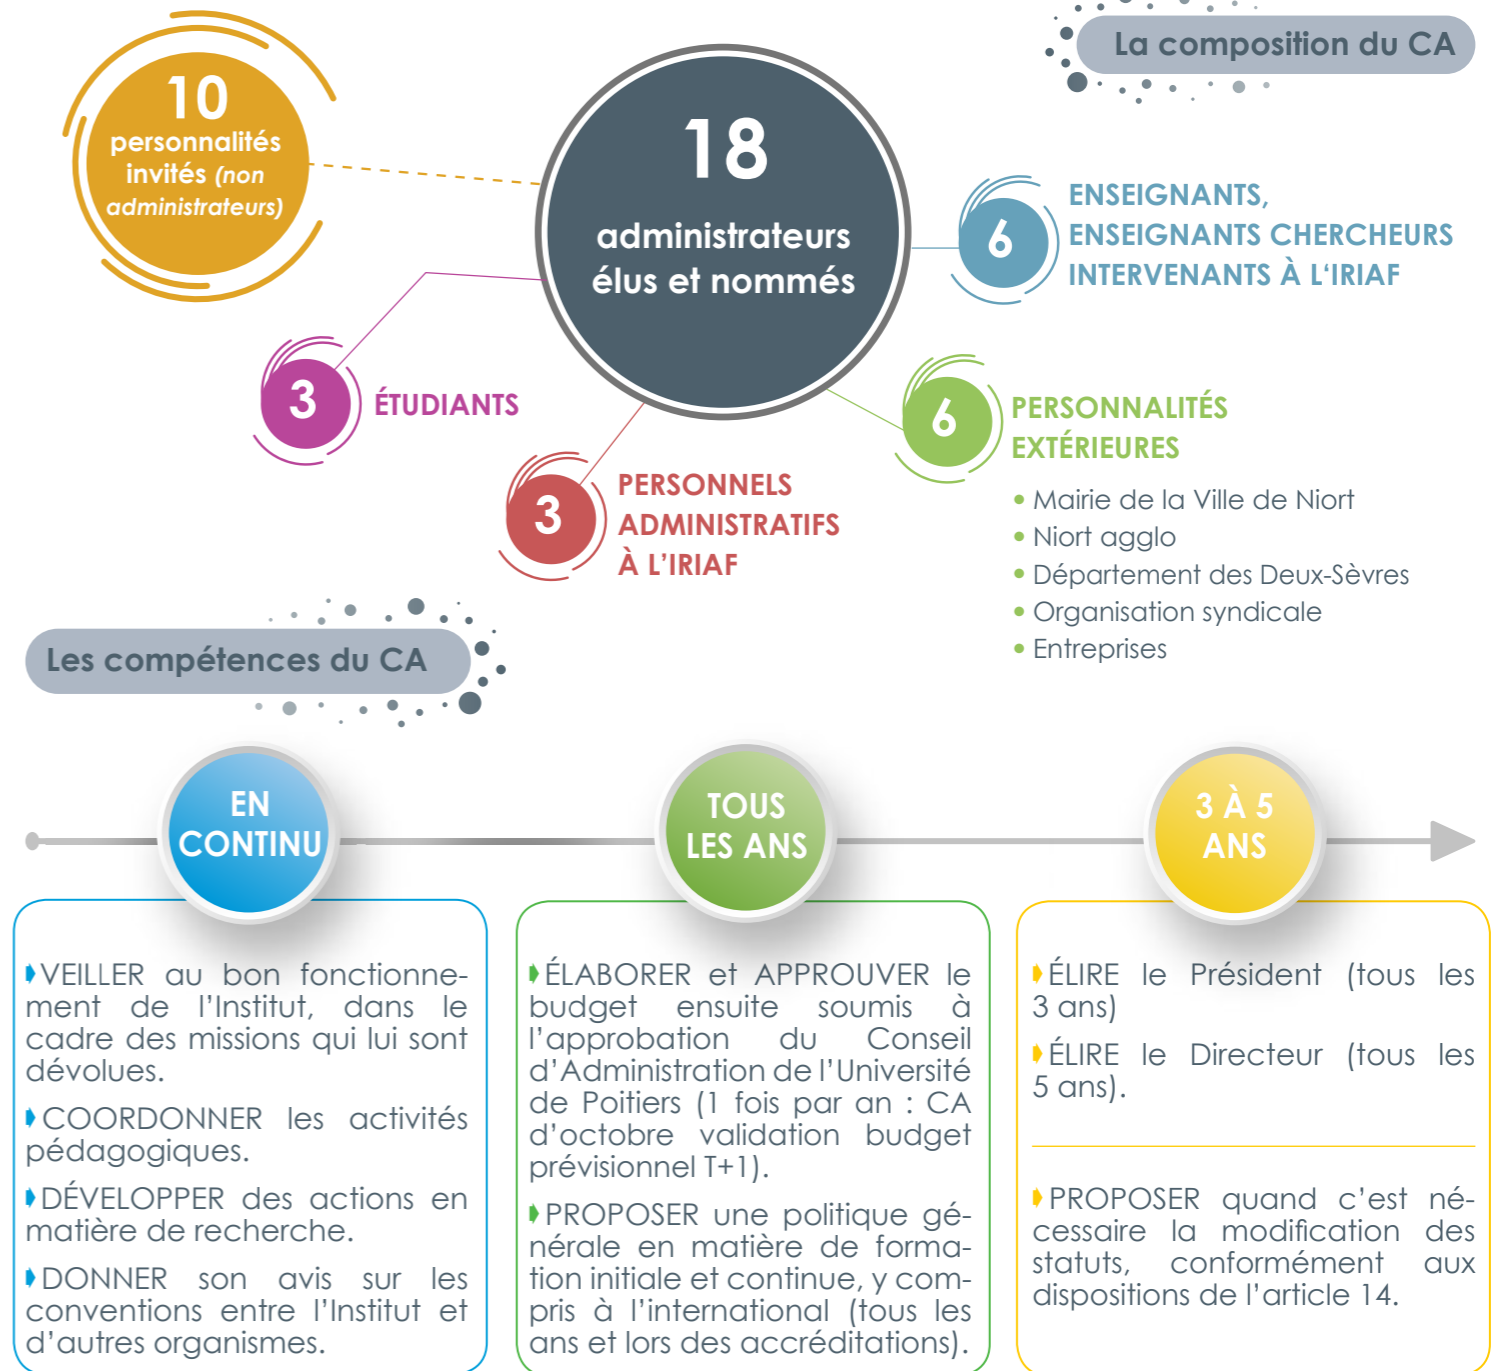 La composition du CA
10
personnalités
invités (non
administrateurs)
18
administrateurs
élus et nommés
6
ENSEIGNANTS,
ENSEIGNANTS CHERCHEURS
INTERVENANTS À L‘IRIAF
3
ÉTUDIANTS
6
PERSONNALITÉS
EXTÉRIEURES
• Mairie de la Ville de Niort
• Niort agglo
• Département des Deux-Sèvres
• Organisation syndicale
• Entreprises
3
PERSONNELS
ADMINISTRATIFS
À L’IRIAF
Les compétences du CA
EN
CONTINU
VEILLER au bon fonctionne-
ment de l’Institut, dans le
cadre des missions qui lui sont
dévolues.
COORDONNER les activités
pédagogiques.
DÉVELOPPER des actions en
matière de recherche.
DONNER son avis sur les
conventions entre l’Institut et
d’autres organismes.
TOUS
LES ANS
ÉLABORER et APPROUVER le
budget ensuite soumis à
l’approbation du Conseil
d’Administration de l’Université
de Poitiers (1 fois par an : CA
d’octobre validation budget
prévisionnel T+1).
PROPOSER une politique gé-
nérale en matière de forma-
tion initiale et continue, y com-
pris à l’international (tous les
ans et lors des accréditations).
3 À 5
ANS
ÉLIRE le Président (tous les
3 ans)
ÉLIRE le Directeur (tous les
5 ans).
PROPOSER quand c’est né-
cessaire la modification des
statuts, conformément aux
dispositions de l’article 14.